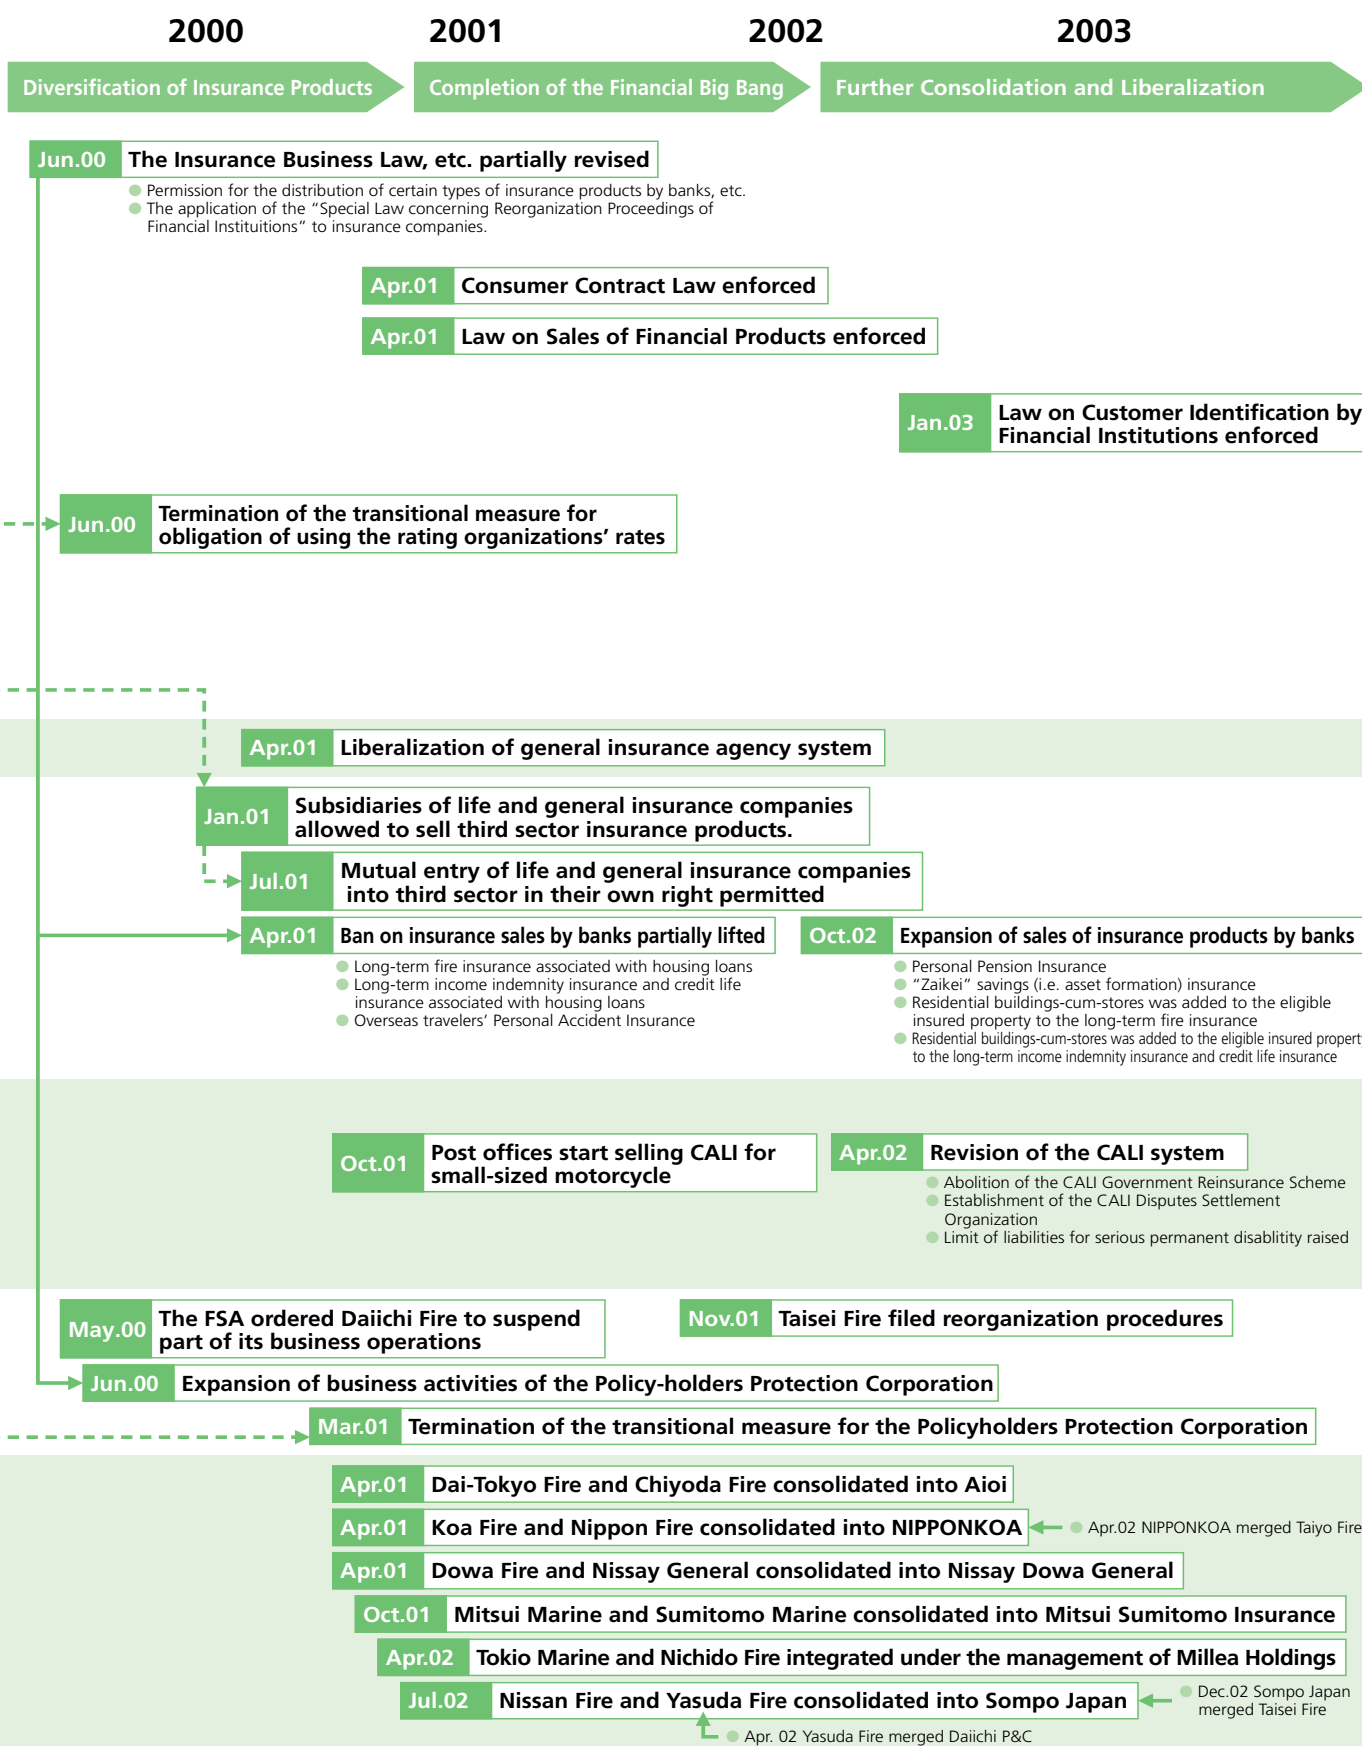 2000 2001 2002 2003
Diversification of Insurance Products Completion of the Financial Big Bang Further Consolidation and Liberalization
Jun.00 The Insurance Business Law, etc. partially revised
● Permission for the distribution of certain types of insurance products by banks, etc.
● The application of the “Special Law concerning Reorganization Proceedings of
Financial Instituitions” to insurance companies.
Apr.01 Consumer Contract Law enforced
Apr.01 Law on Sales of Financial Products enforced
Jan.03 Law on Customer Identification by
Financial Institutions enforced
Jun.00 Termination of the transitional measure for
obligation of using the rating organizations’ rates
Apr.01 Liberalization of general insurance agency system
Jan.01 Subsidiaries of life and general insurance companies
allowed to sell third sector insurance products.
Jul.01 Mutual entry of life and general insurance companies
into third sector in their own right permitted
Apr.01 Ban on insurance sales by banks partially lifted
● Long-term fire insurance associated with housing loans
● Long-term income indemnity insurance and credit life
insurance associated with housing loans
● Overseas travelers’ Personal Accident Insurance
Oct.02 Expansion of sales of insurance products by banks
● Personal Pension Insurance
● “Zaikei” savings (i.e. asset formation) insurance
● Residential buildings-cum-stores was added to the eligible
insured property to the long-term fire insurance
● Residential buildings-cum-stores was added to the eligible insured property
to the long-term income indemnity insurance and credit life insurance
Oct.01 Post offices start selling CALI for
small-sized motorcycle
Apr.02 Revision of the CALI system
● Abolition of the CALI Government Reinsurance Scheme
● Establishment of the CALI Disputes Settlement
Organization
● Limit of liabilities for serious permanent disablitity raised
May.00 The FSA ordered Daiichi Fire to suspend
part of its business operations
Nov.01 Taisei Fire filed reorganization procedures
Jun.00 Expansion of business activities of the Policy-holders Protection Corporation
Mar.01 Termination of the transitional measure for the Policyholders Protection Corporation
Apr.01 Dai-Tokyo Fire and Chiyoda Fire consolidated into Aioi
Apr.01 Koa Fire and Nippon Fire consolidated into NIPPONKOA
● Apr.02 NIPPONKOA merged Taiyo Fire
Apr.01 Dowa Fire and Nissay General consolidated into Nissay Dowa General
Oct.01 Mitsui Marine and Sumitomo Marine consolidated into Mitsui Sumitomo Insurance
Apr.02 Tokio Marine and Nichido Fire integrated under the management of Millea Holdings
Jul.02 Nissan Fire and Yasuda Fire consolidated into Sompo Japan
● Dec.02 Sompo Japan
merged Taisei Fire
● Apr. 02 Yasuda Fire merged Daiichi P&C